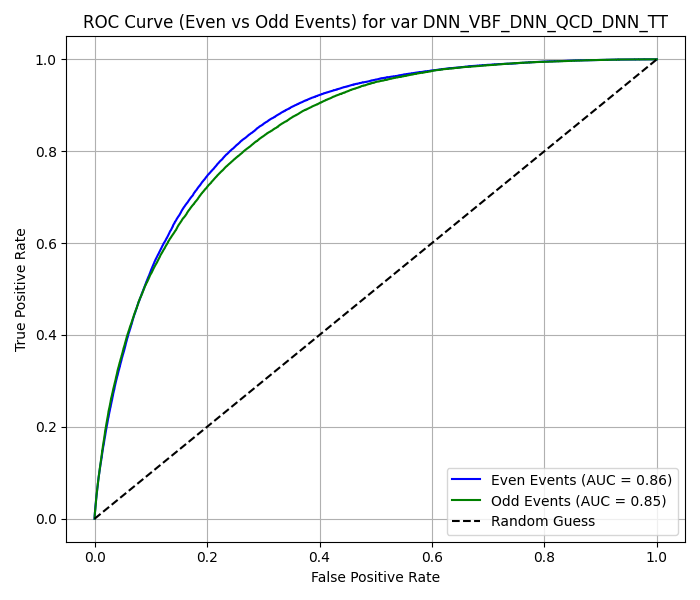 ROC Curve (Even vs Odd Events) for var DNN_VBF_DNN_QCD_DNN_TT
True Positive Rate
1.0
0.8
0.6
0.4
0.2
0.0
0.0 0.2 0.4 0.6 0.8 1.0
False Positive Rate
Even Events (AUC = 0.86)
Odd Events (AUC = 0.85)
Random Guess